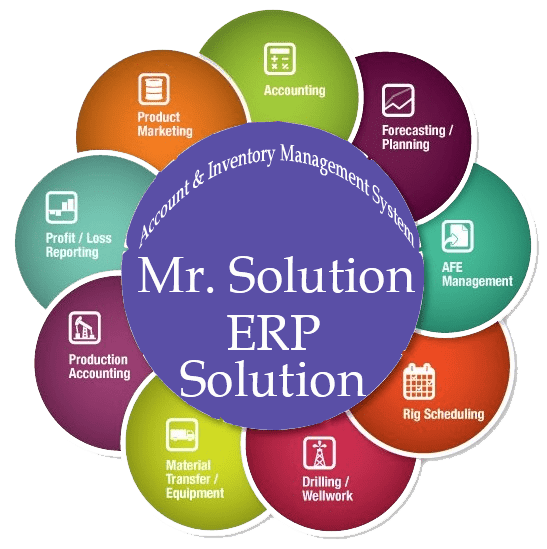 Account & Inventory Management System
Mr. Solution
ERP
Solution
Accounting
Forecasting /
Planning
AFE
Management
Rig Scheduling
Drilling /
Wellwork
Material
Transfer /
Equipment
Production
Accounting
Profit / Loss
Reporting
Product
Marketing